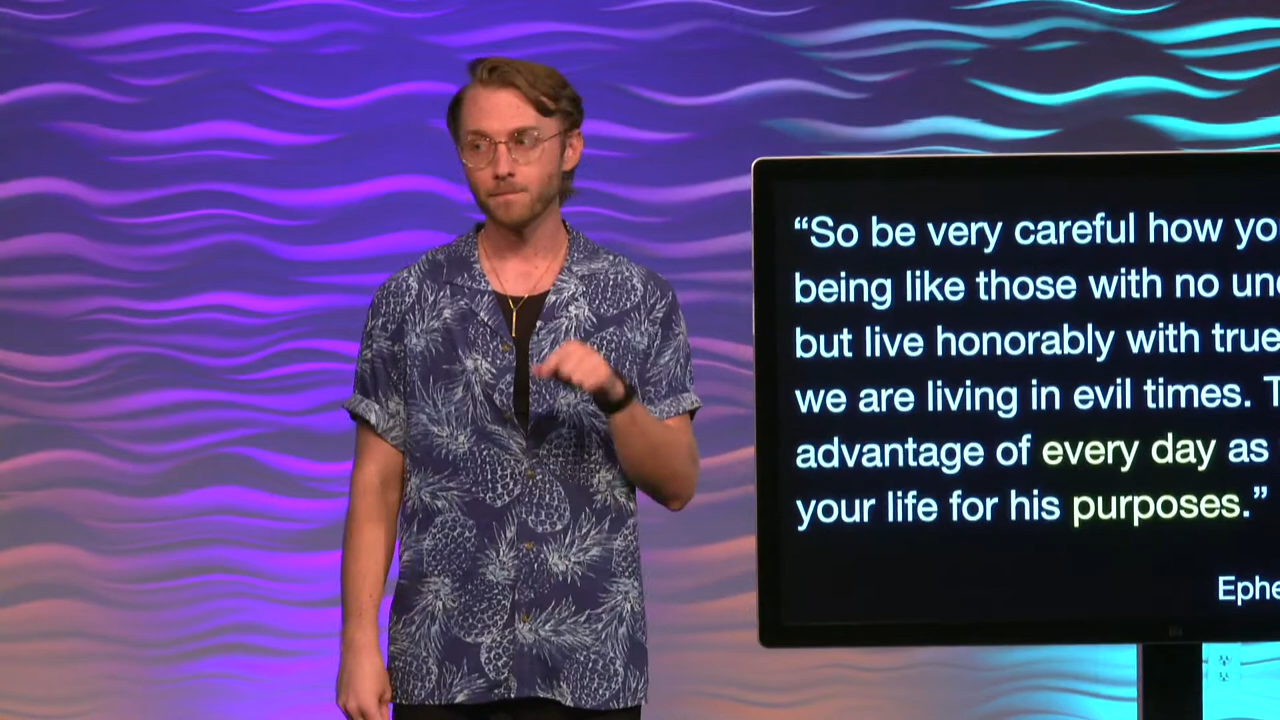 “So be very careful how yo
being like those with no un
but live honorably with true
we are living in evil times. T
advantage of every day as
your life for his purposes.”
Ephe